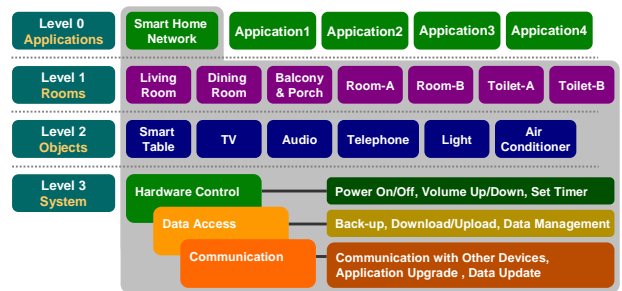 Level 0
Applications
Smart Home
Network
Appication1
Appication2
Appication3
Appication4
Level 1
Rooms
Living
Room
Dining
Room
Balcony
& Porch
Room-A
Room-B
Toilet-A
Toilet-B
Level 2
Objects
Smart
Table
TV
Audio
Telephone
Light
Air
Conditioner
Level 3
System
Hardware Control
Power On/Off, Volume Up/Down, Set Timer
Data Access
Back-up, Download/Upload, Data Management
Communication
Communication with Other Devices,
Application Upgrade , Data Update